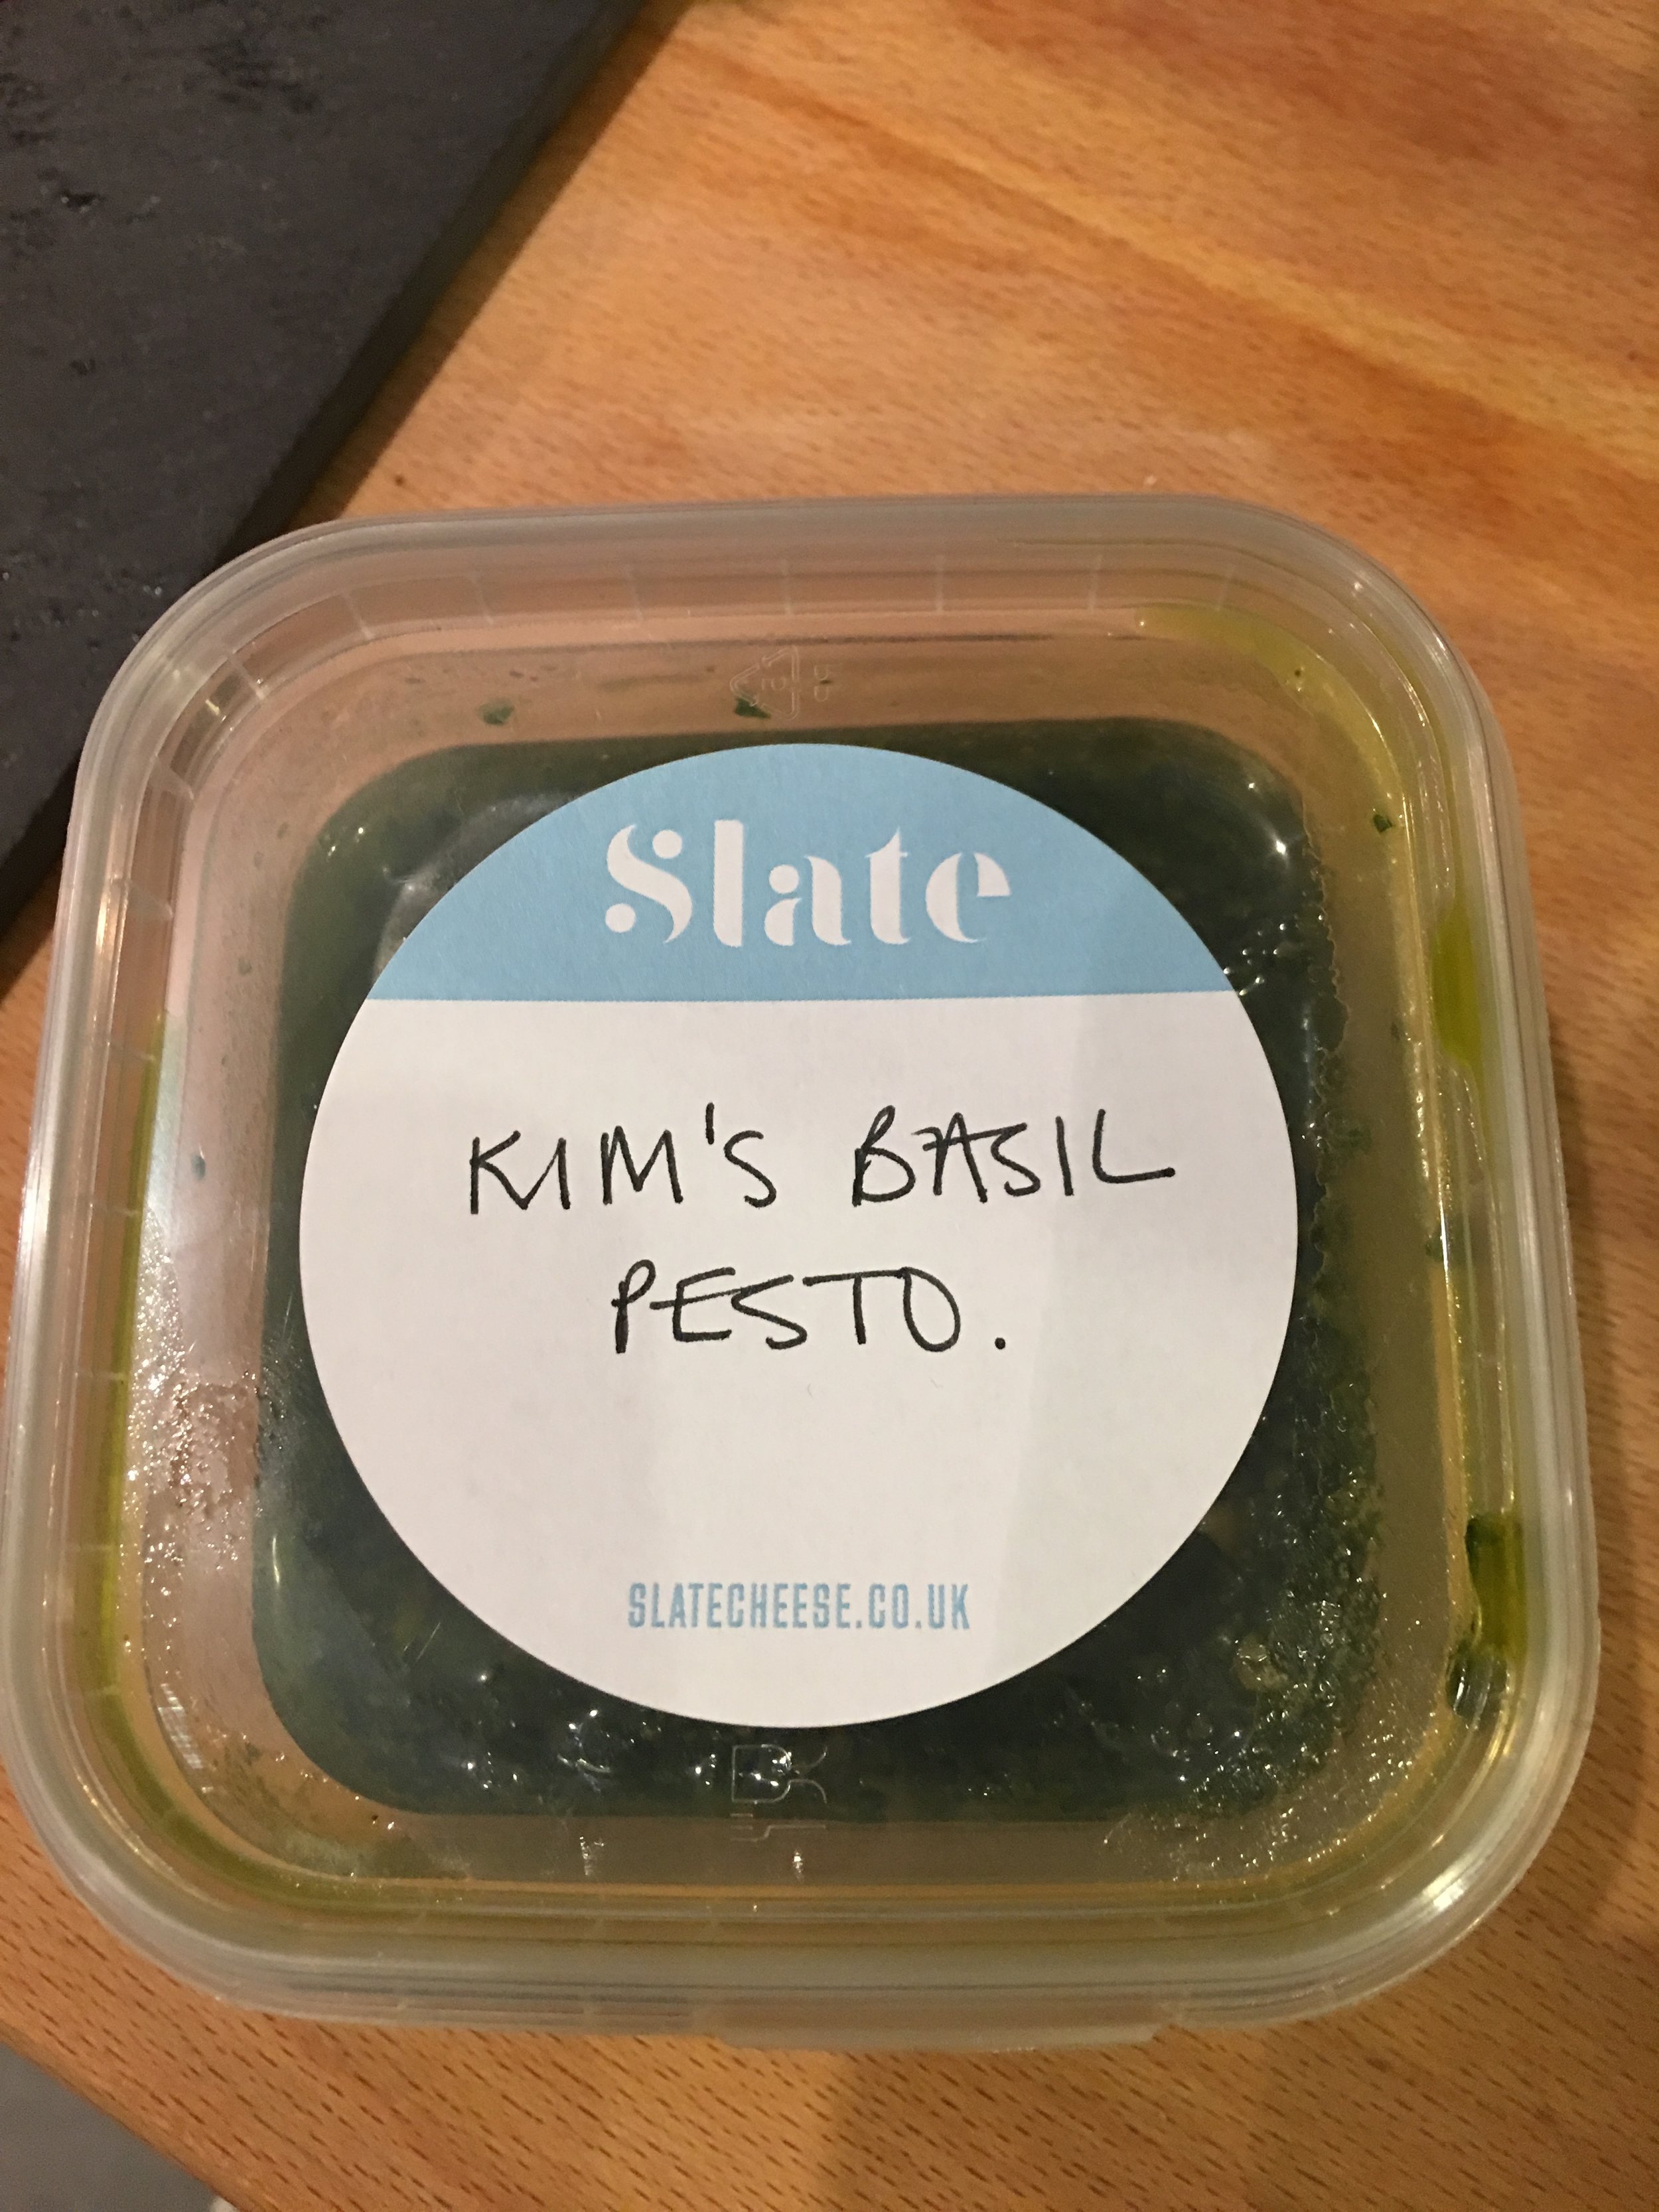 Slate
KIM'S BASIL
PESTO.
SLATECHEESE.CO.UK